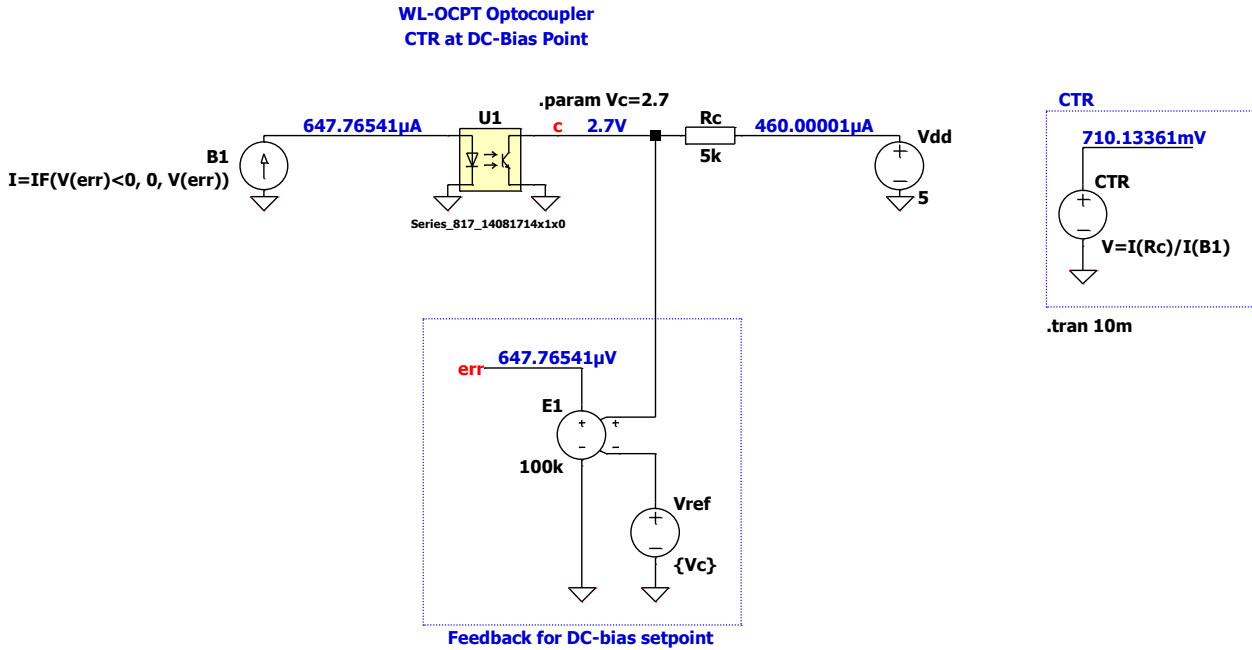 WL-OCPT Optocoupler
CTR at DC-Bias Point
.param Vc=2.7
CTR
647.76541µA
U1
c
2.7V
Rc
460.00001µA
Vdd
710.13361mV
B1
5k
CTR
I=IF(V(err)<0, 0, V(err))
5
Series_817_14081714x1x0
V=I(Rc)/I(B1)
.tran 10m
647.76541µV
err
E1
100k
Vref
{Vc}
Feedback for DC-bias setpoint